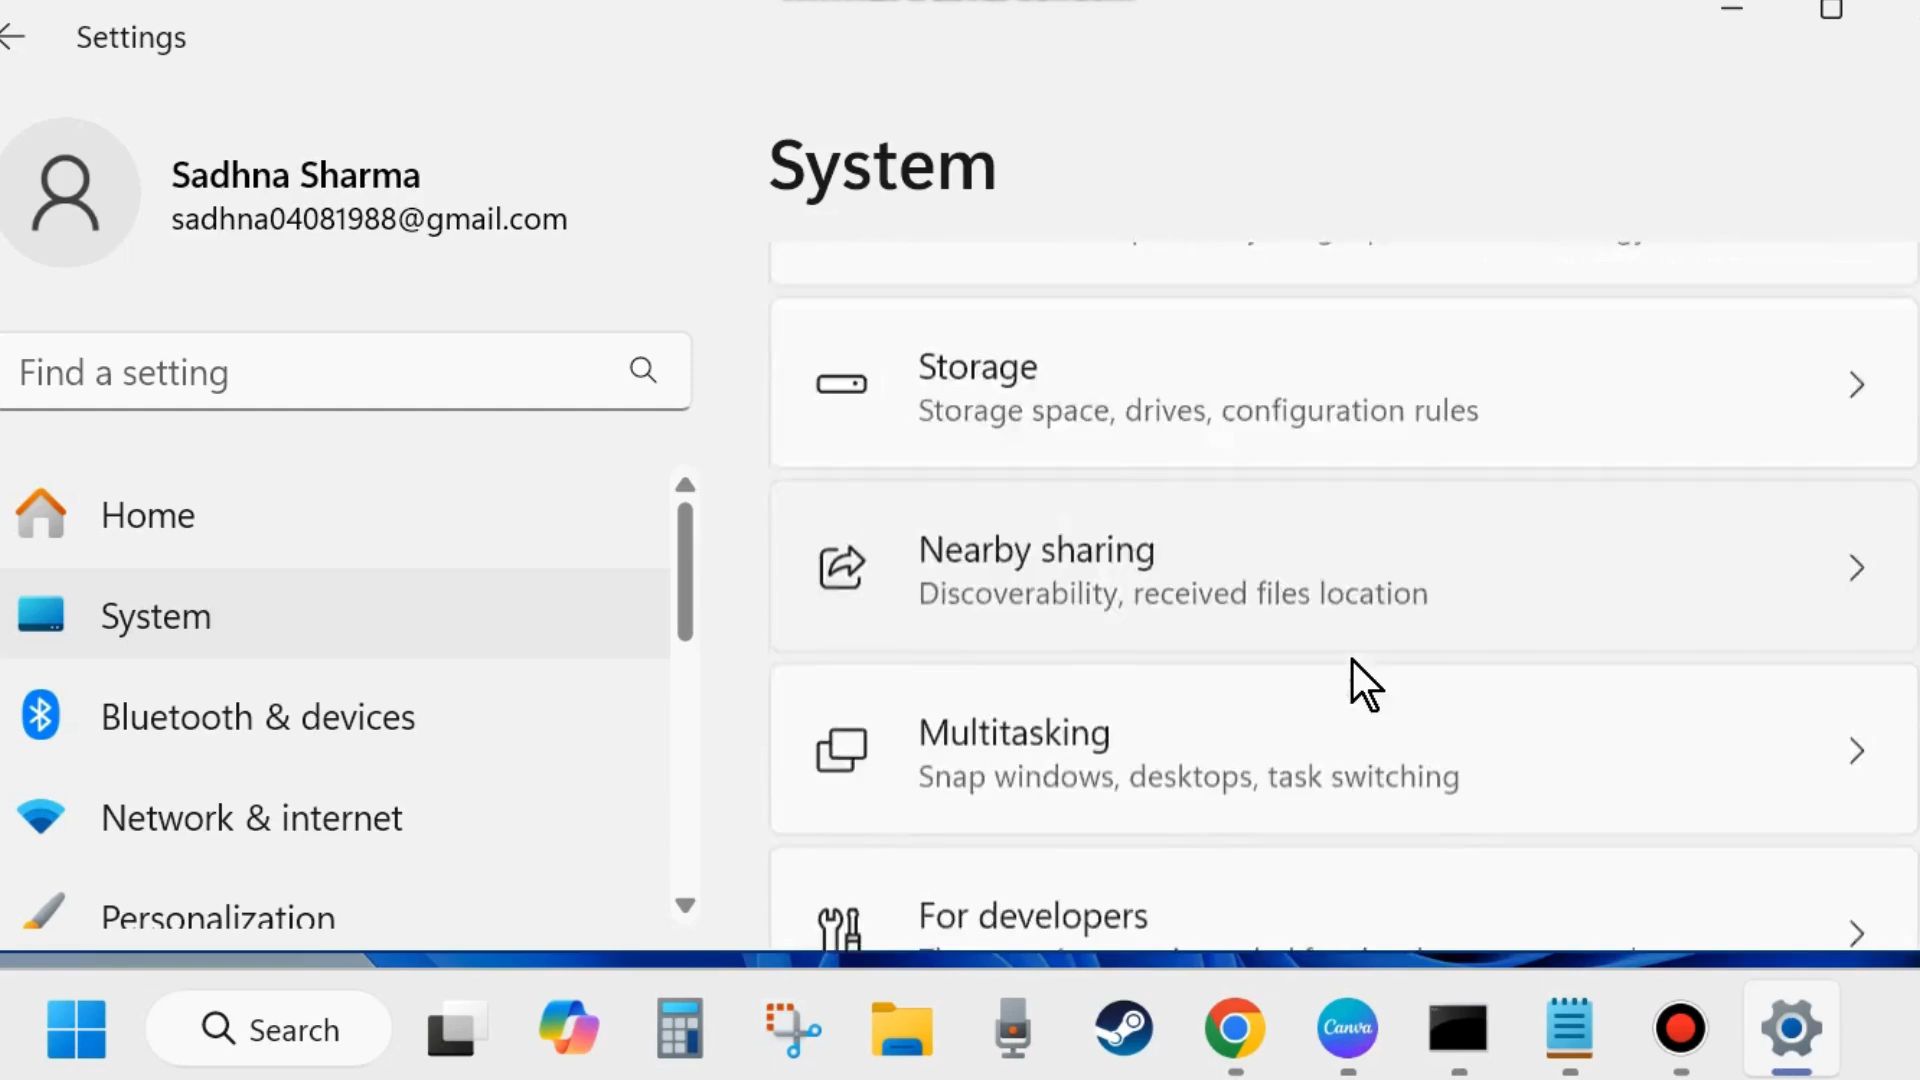 Settings
Sadhna Sharma
sadhna04081988@gmail.com
Find a setting
Home
System
Bluetooth & devices
Network & internet
Personalization
System
Storage
Storage space, drives, configuration rules
Nearby sharing
Discoverability, received files location
Multitasking
Snap windows, desktops, task switching
For developers
Search
Canva